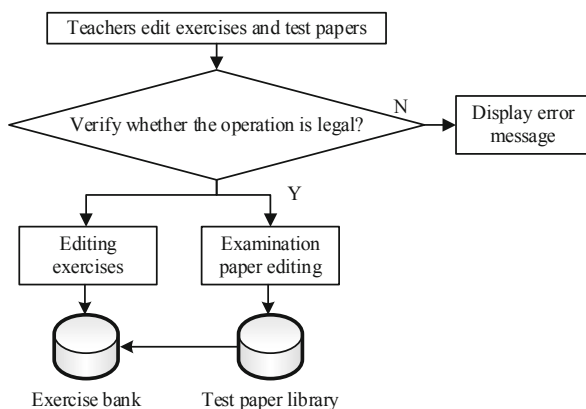 Teachers edit exercises and test papers
N
Verify whether the operation is legal?
Display error
message
Y
Editing
exercises
Examination
paper editing
Exercise bank
Test paper library